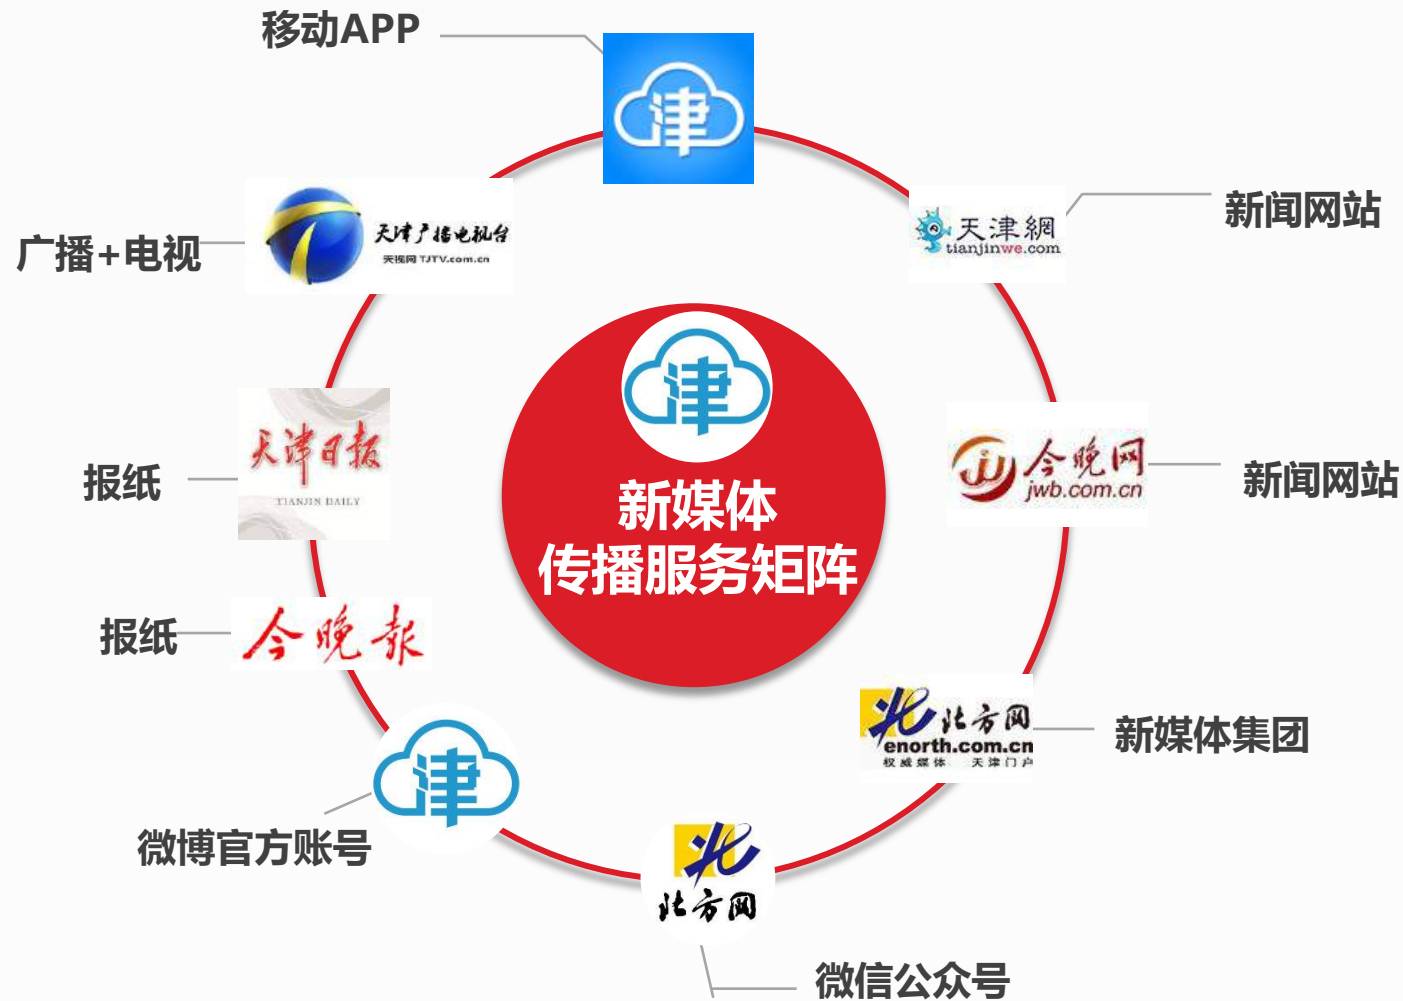 移动APP
津
天津广播电视台
天视网 TJTV.com.cn
广播+电视
天津網
tianjinwe.com
新闻网站
津
新媒体
传播服务矩阵
天津日报
TIANJIN DAILY
报纸
今晚网
jwb.com.cn
新闻网站
今晚報
报纸
北方网
enorth.com.cn
权威媒体 天津门户
新媒体集团
津
微博官方账号
北方网
微信公众号